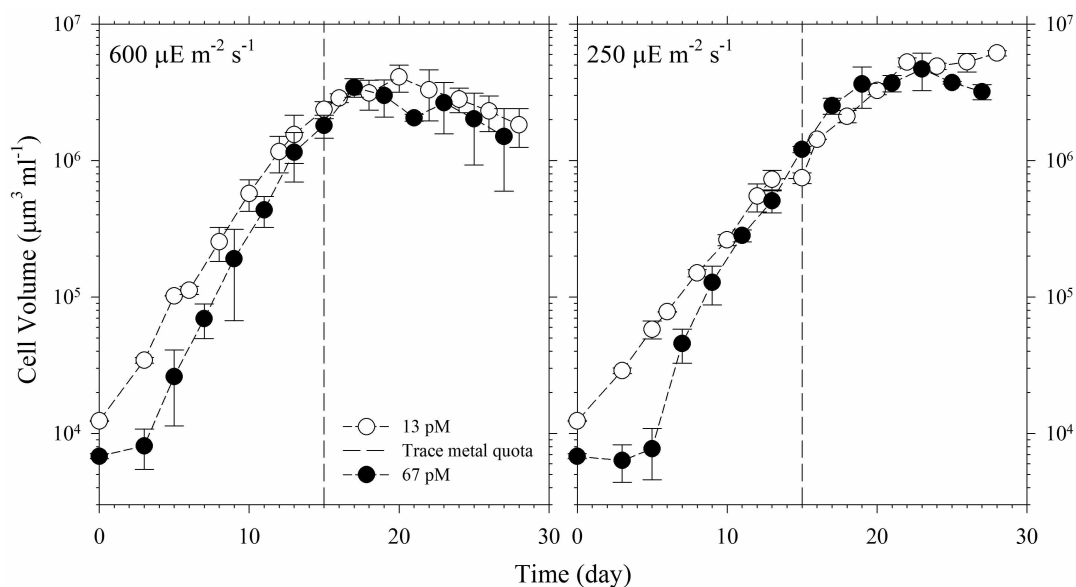 600 μE m⁻² s⁻¹
250 μE m⁻² s⁻¹
Cell Volume (μm³ ml⁻¹)
10⁷
10⁶
10⁵
10⁴
10⁷
10⁶
10⁵
10⁴
13 pM
Trace metal quota
67 pM
0 10 20 30
0 10 20 30
Time (day)